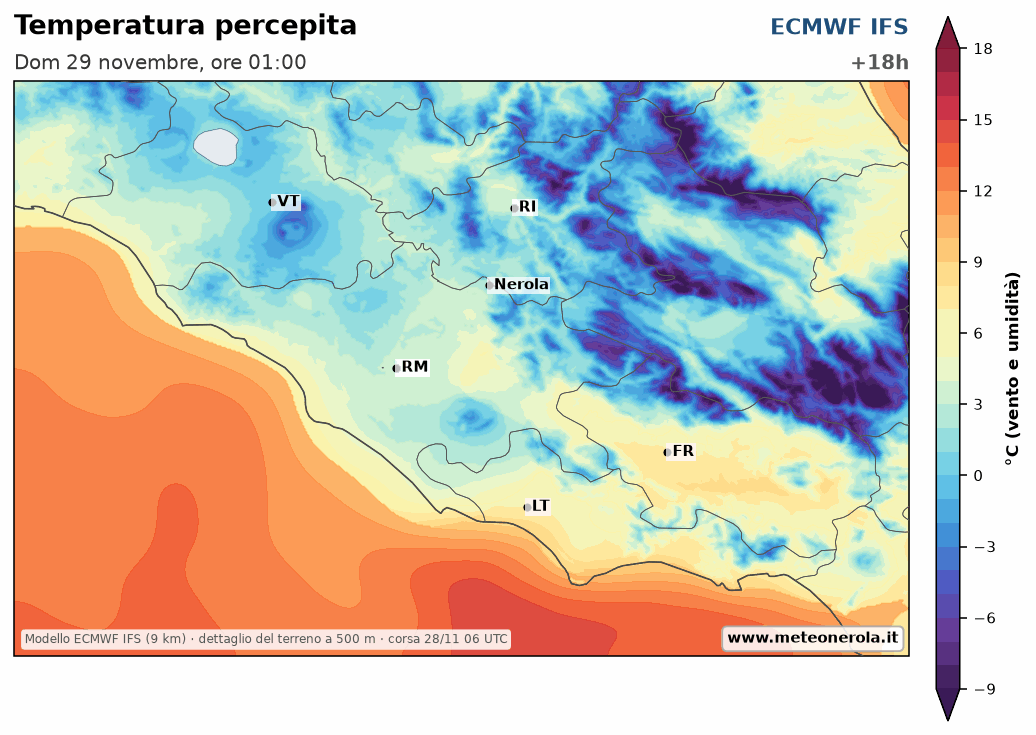 Temperatura percepita
ECMWF IFS
Dom 29 novembre, ore 01:00
+18h
VT
RI
Nerola
RM
FR
LT
Modello ECMWF IFS (9 km) · dettaglio del terreno a 500 m · corsa 28/11 06 UTC
www.meteonerola.it
18
15
12
9
6
3
0
−3
−6
−9
°C (vento e umidità)